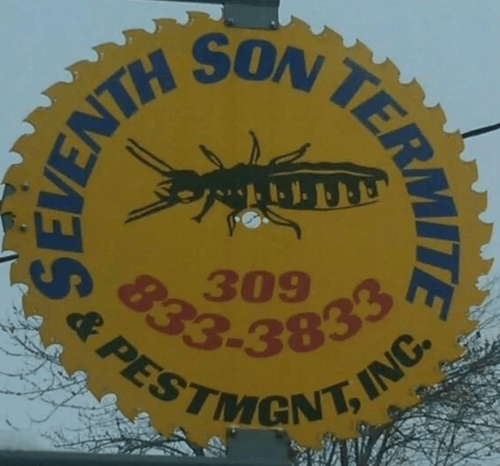 SEVENTH SON TERMITE
309
833-3833
& PESTMGNT, INC.